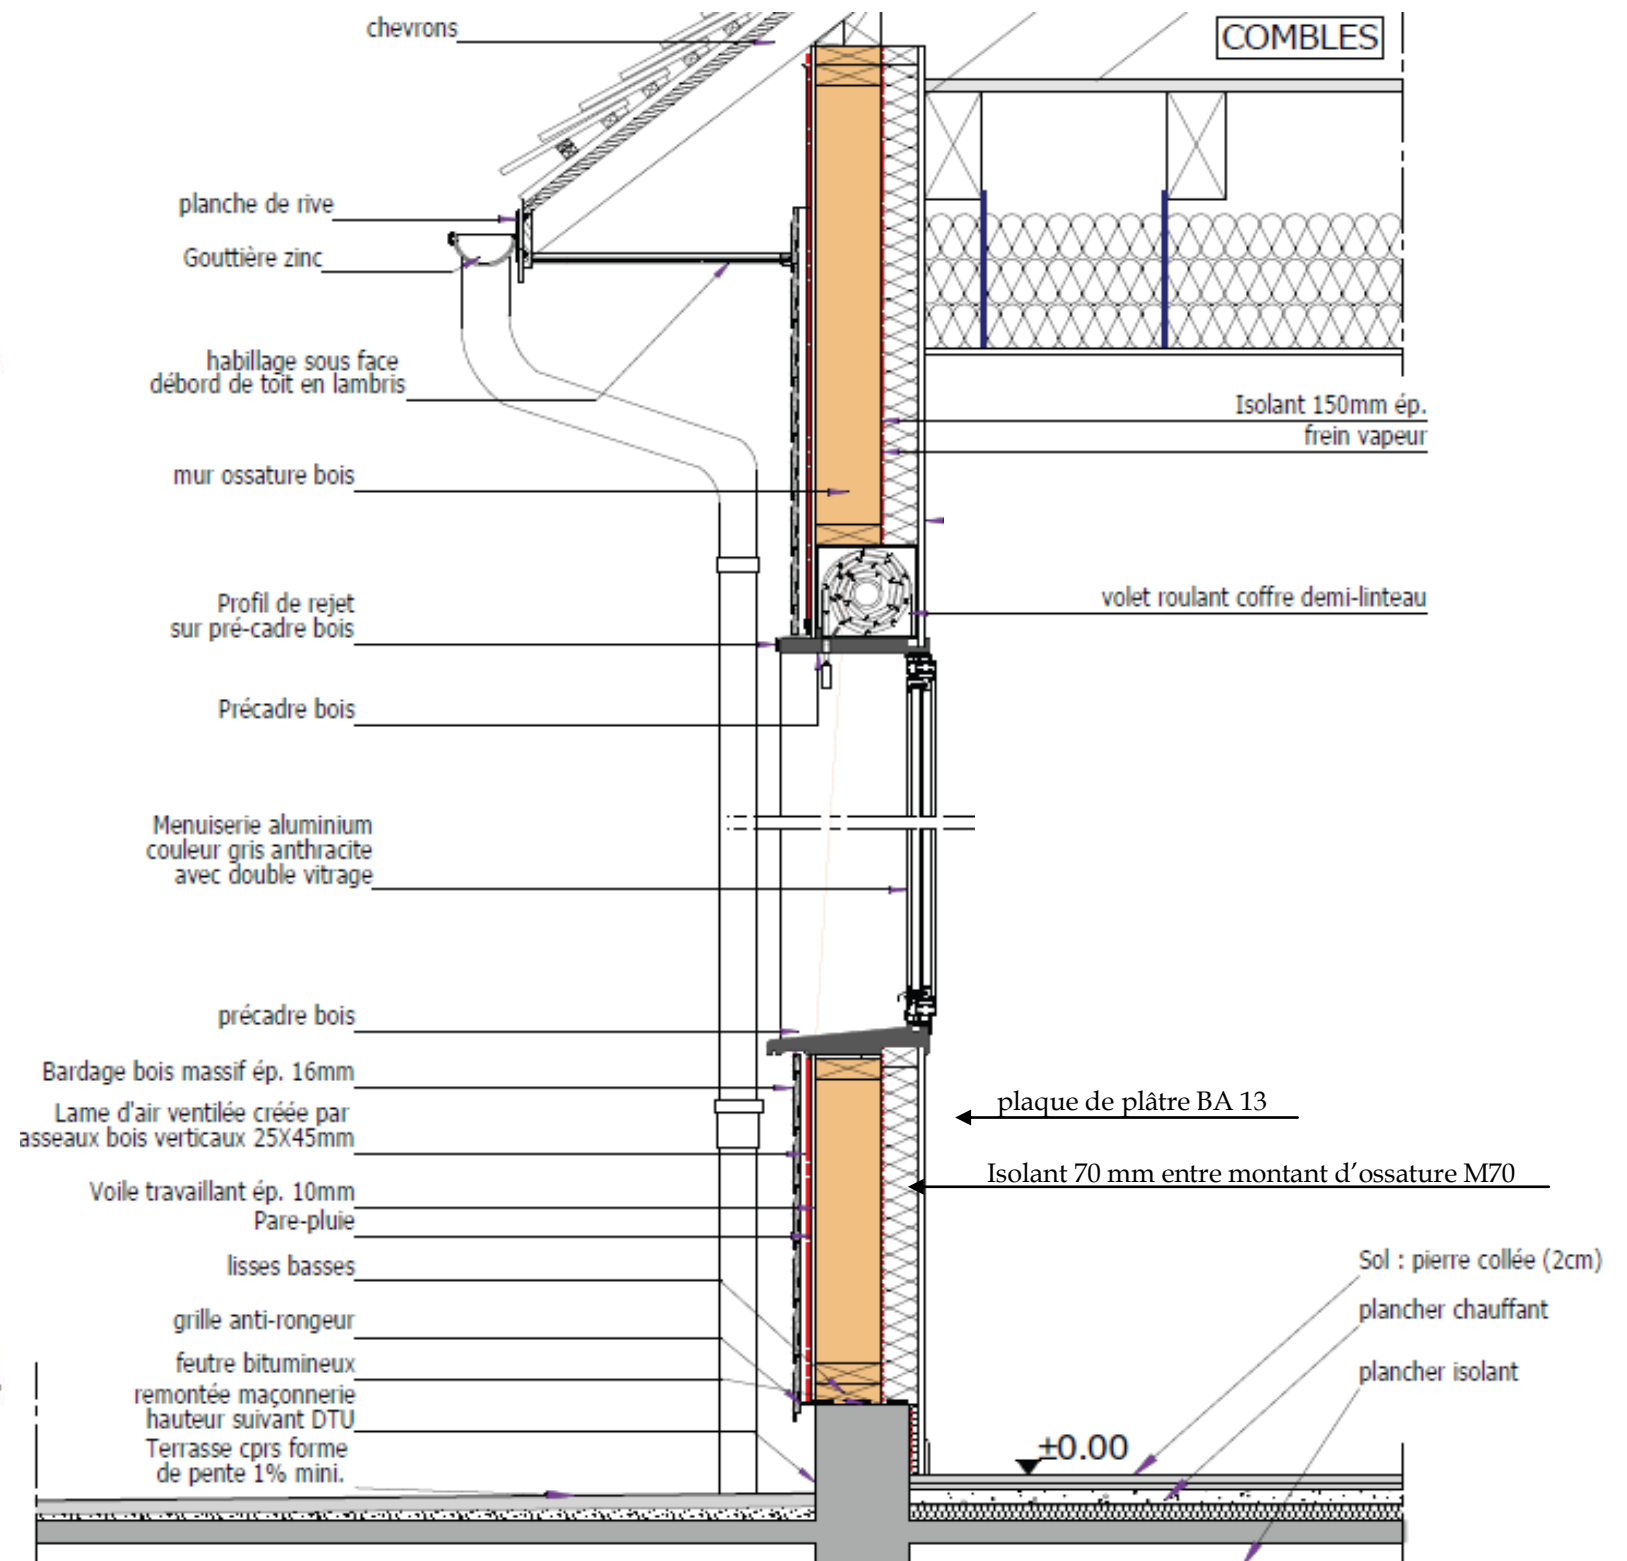 chevrons
COMBLES
planche de rive
Gouttière zinc
habillage sous face
débord de toit en lambris
Isolant 150mm ép.
frein vapeur
mur ossature bois
Profil de rejet
sur pré-cadre bois
volet roulant coffre demi-linteau
Précadre bois
Menuiserie aluminium
couleur gris anthracite
avec double vitrage
précadre bois
Bardage bois massif ép. 16mm
Lame d'air ventilée créée par
asseaux bois verticaux 25X45mm
plaque de plâtre BA 13
Isolant 70 mm entre montant d’ossature M70
Voile travaillant ép. 10mm
Pare-pluie
lisses basses
Sol : pierre collée (2cm)
plancher chauffant
grille anti-rongeur
feutre bitumineux
plancher isolant
remontée maçonnerie
hauteur suivant DTU
Terrasse cprs forme
de pente 1% mini.
±0.00